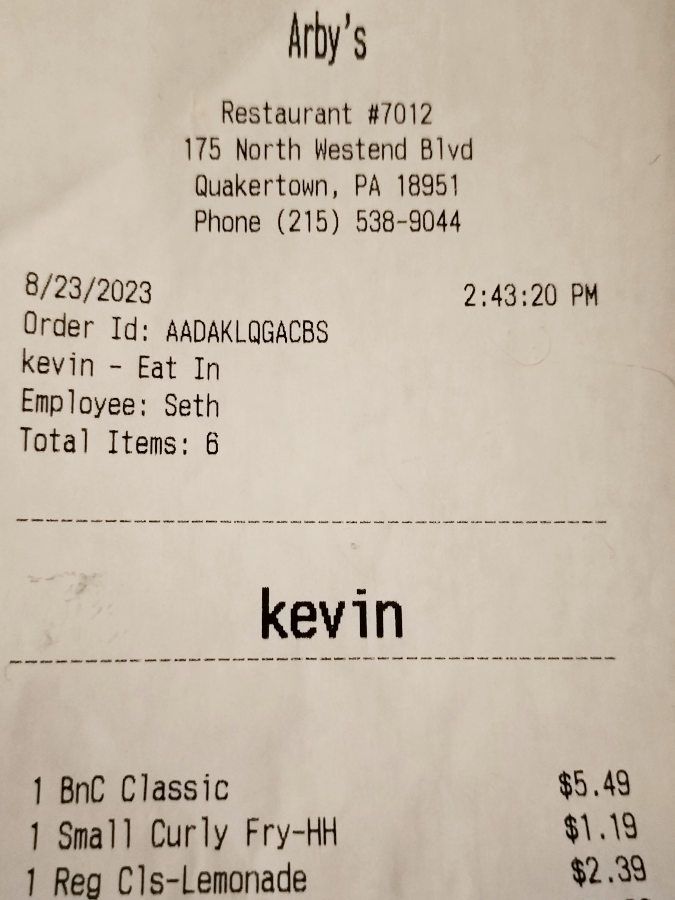 Arby's
Restaurant #7012
175 North Westend Blvd
Quakertown, PA 18951
Phone (215) 538-9044
8/23/2023 2:43:20 PM
Order Id: AADAKLQGACBS
kevin - Eat In
Employee: Seth
Total Items: 6
kevin
1 BnC Classic $5.49
1 Small Curly Fry-HH $1.19
1 Reg Cls-Lemonade $2.39